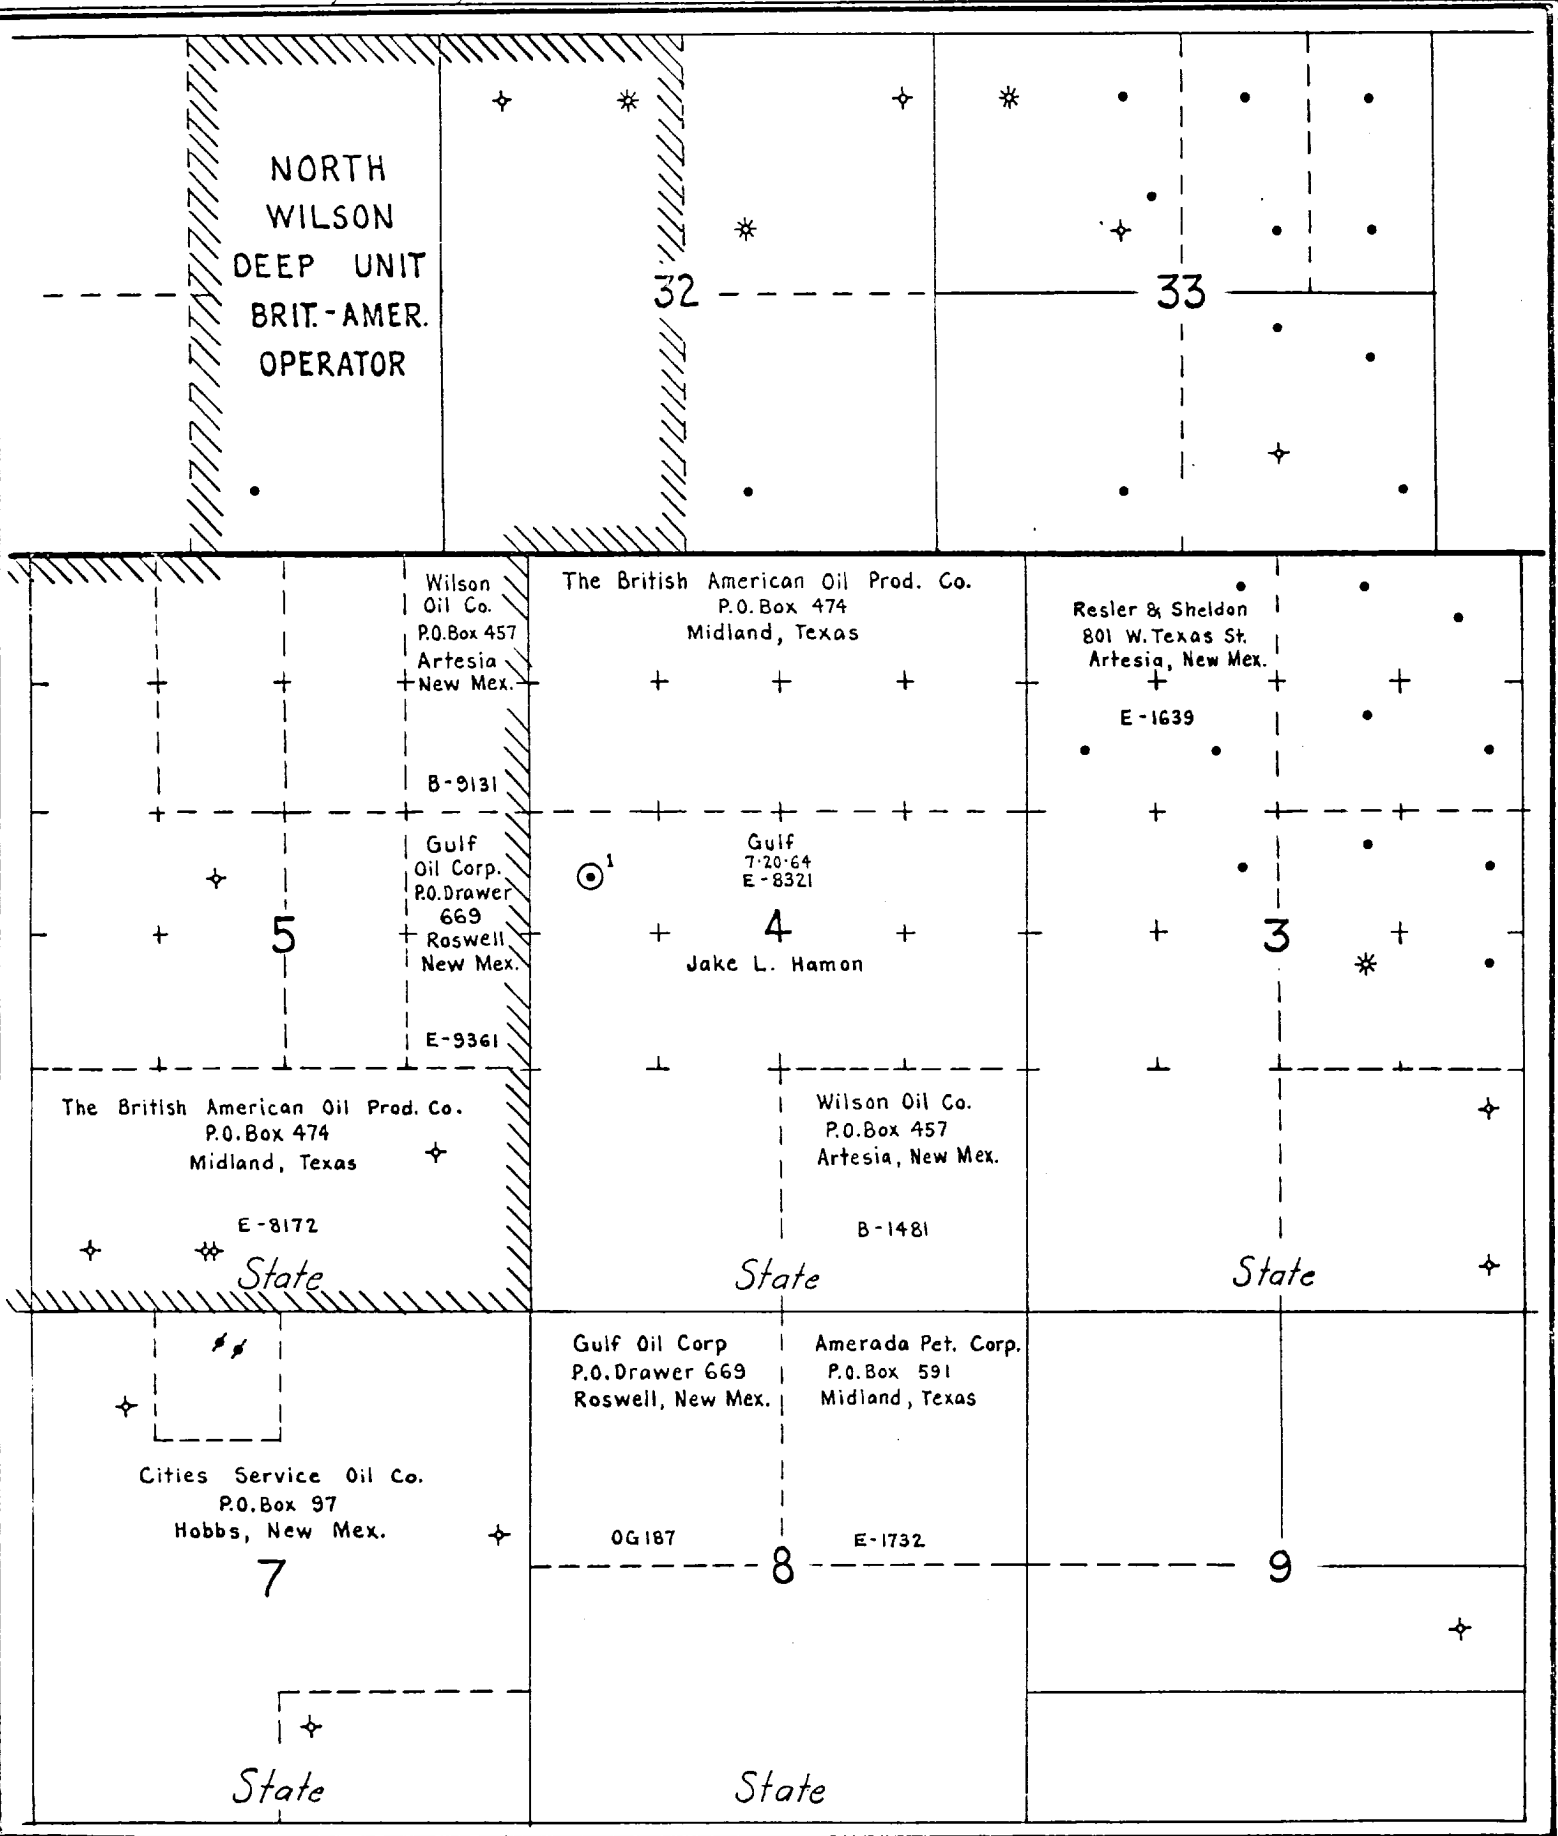 NORTH
WILSON
DEEP UNIT
BRIT.-AMER.
OPERATOR
32
33
Wilson
Oil Co.
P.O.Box 457
Artesia
New Mex.
B-9131
The British American Oil Prod. Co.
P.O. Box 474
Midland, Texas
Resler & Sheldon
801 W. Texas St.
Artesia, New Mex.
E-1639
Gulf
Oil Corp.
P.O.Drawer
669
Roswell
New Mex.
E-9361
5
1
Gulf
7-20-64
E-8321
4
Jake L. Hamon
3
The British American Oil Prod. Co.
P.O. Box 474
Midland, Texas
E-8172
State
Wilson Oil Co.
P.O.Box 457
Artesia, New Mex.
B-1481
State
State
Gulf Oil Corp
P.O. Drawer 669
Roswell, New Mex.
OG187
Amerada Pet. Corp.
P.O. Box 591
Midland, Texas
E-1732
Cities Service Oil Co.
P.O. Box 97
Hobbs, New Mex.
7
8
9
State
State